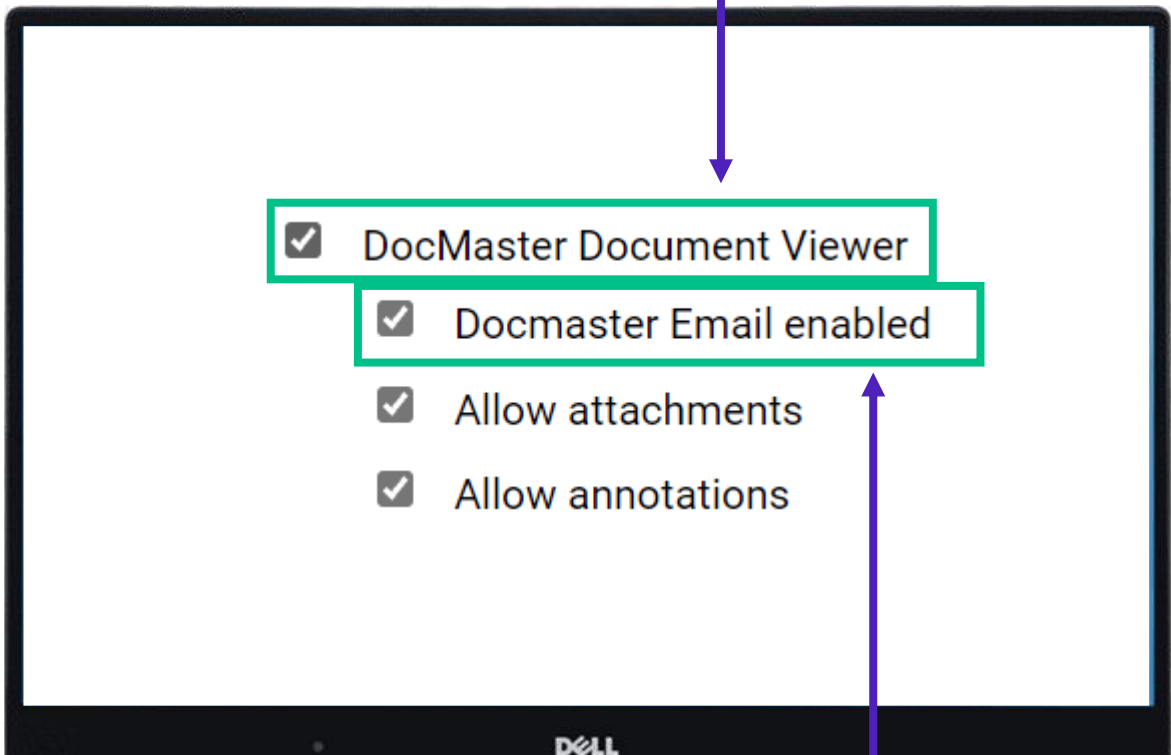 DocMaster Document Viewer
Docmaster Email enabled
Allow attachments
Allow annotations
DELL